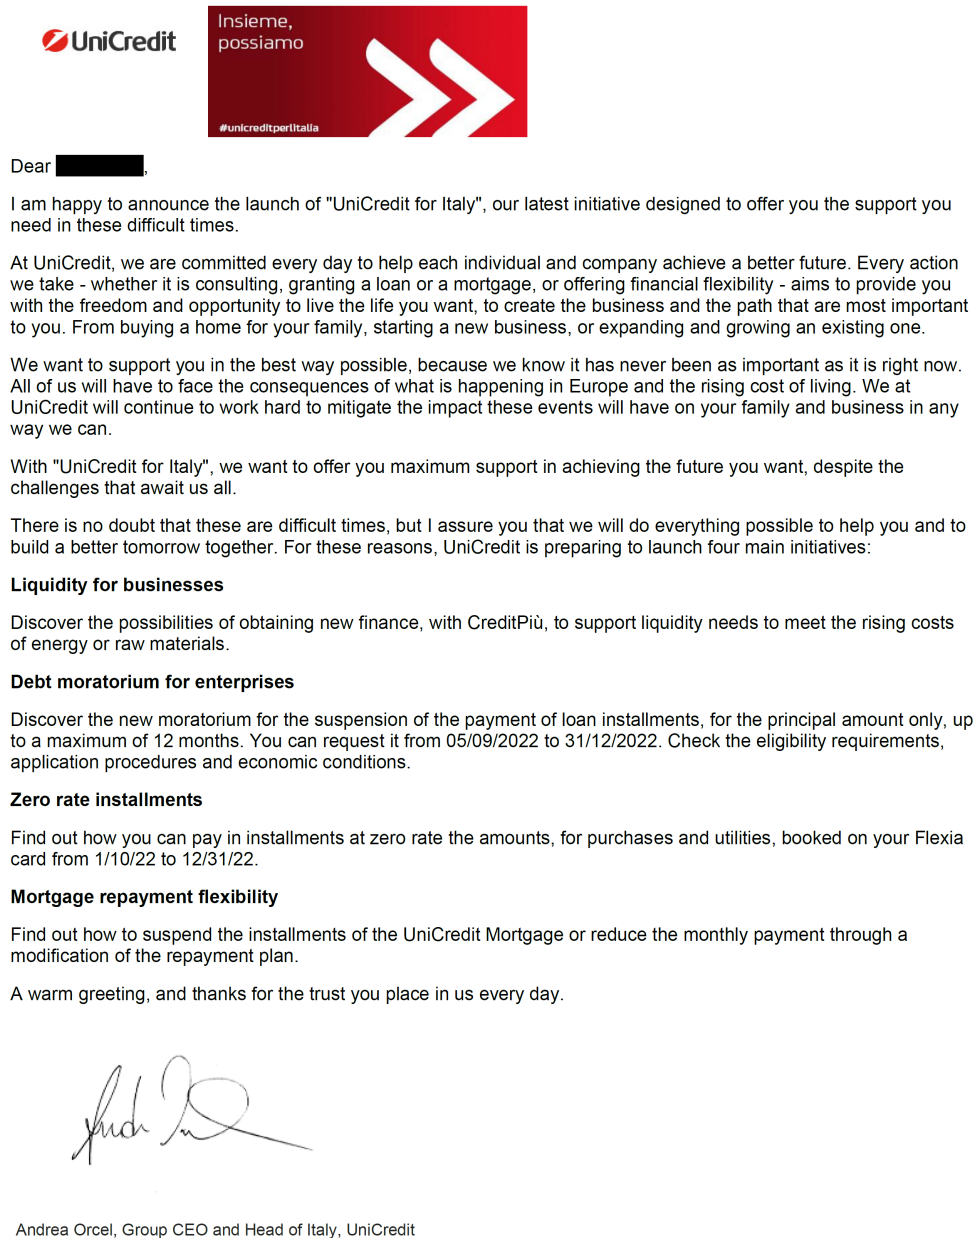 UniCredit
Insieme,
possiamo
#unicreditperlitalia
Dear ,
I am happy to announce the launch of "UniCredit for Italy", our latest initiative designed to offer you the support you
need in these difficult times.
At UniCredit, we are committed every day to help each individual and company achieve a better future. Every action
we take - whether it is consulting, granting a loan or a mortgage, or offering financial flexibility - aims to provide you
with the freedom and opportunity to live the life you want, to create the business and the path that are most important
to you. From buying a home for your family, starting a new business, or expanding and growing an existing one.
We want to support you in the best way possible, because we know it has never been as important as it is right now.
All of us will have to face the consequences of what is happening in Europe and the rising cost of living. We at
UniCredit will continue to work hard to mitigate the impact these events will have on your family and business in any
way we can.
With "UniCredit for Italy", we want to offer you maximum support in achieving the future you want, despite the
challenges that await us all.
There is no doubt that these are difficult times, but I assure you that we will do everything possible to help you and to
build a better tomorrow together. For these reasons, UniCredit is preparing to launch four main initiatives:
Liquidity for businesses
Discover the possibilities of obtaining new finance, with CreditPiù, to support liquidity needs to meet the rising costs
of energy or raw materials.
Debt moratorium for enterprises
Discover the new moratorium for the suspension of the payment of loan installments, for the principal amount only, up
to a maximum of 12 months. You can request it from 05/09/2022 to 31/12/2022. Check the eligibility requirements,
application procedures and economic conditions.
Zero rate installments
Find out how you can pay in installments at zero rate the amounts, for purchases and utilities, booked on your Flexia
card from 1/10/22 to 12/31/22.
Mortgage repayment flexibility
Find out how to suspend the installments of the UniCredit Mortgage or reduce the monthly payment through a
modification of the repayment plan.
A warm greeting, and thanks for the trust you place in us every day.
Andrea Orcel, Group CEO and Head of Italy, UniCredit